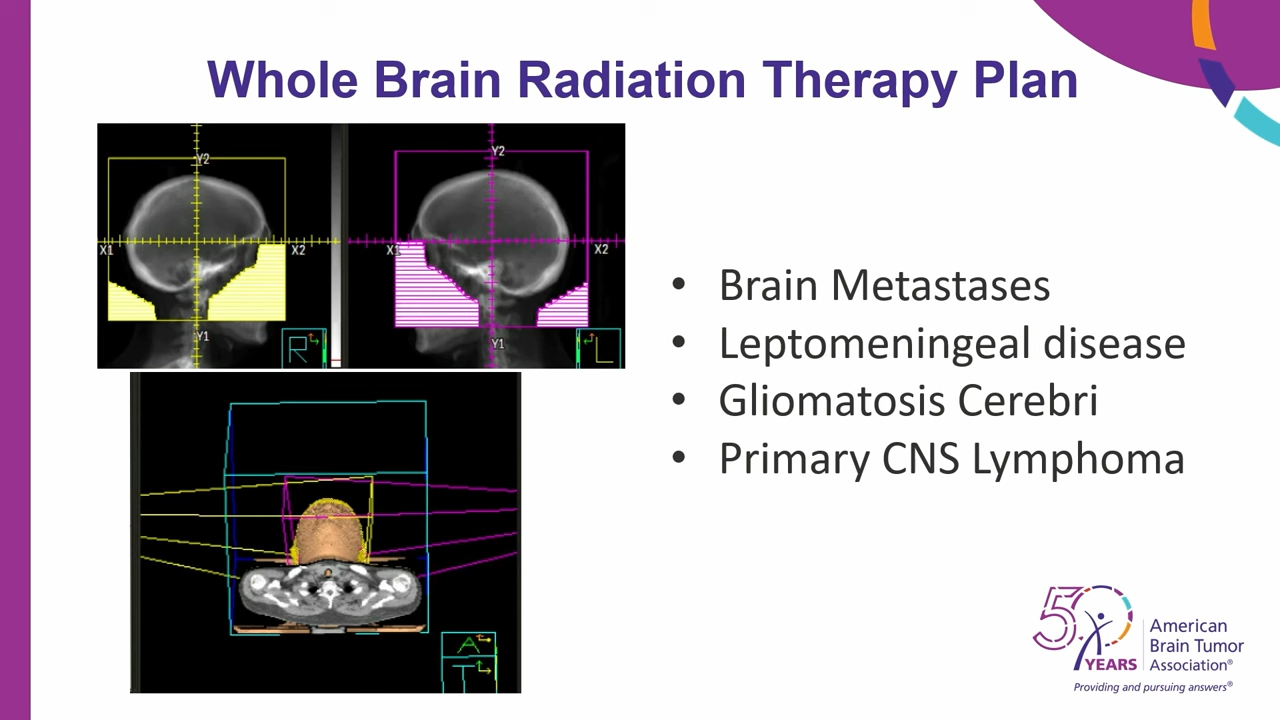 Whole Brain Radiation Therapy Plan
Y2
X1
X2
Y1
R
Y2
X1
X2
Y1
L
A
T
• Brain Metastases
• Leptomeningeal disease
• Gliomatosis Cerebri
• Primary CNS Lymphoma
50
YEARS
American
Brain Tumor
Association®
Providing and pursuing answers®